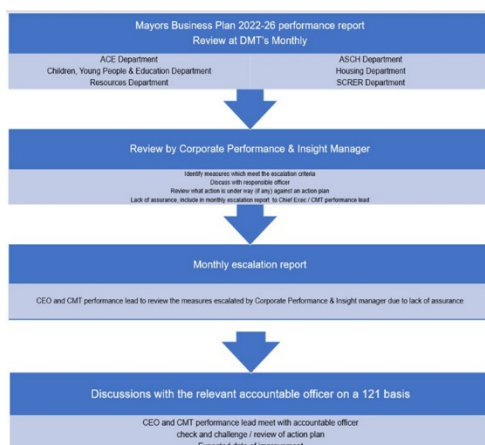 Mayors Business Plan 2022-26 performance report
Review at DMT's Monthly
ACE Department
Children, Young People & Education Department
Resources Department
ASCH Department
Housing Department
SCRER Department
Review by Corporate Performance & Insight Manager
Identify measures which meet the escalation criteria
Discuss with responsible officer
Review what action is under way (if any) against an action plan
Lack of assurance, include in monthly escalation report to Chief Exec / CMT performance lead
Monthly escalation report
CEO and CMT performance lead to review the measures escalated by Corporate Performance & Insight manager due to lack of assurance
Discussions with the relevant accountable officer on a 121 basis
CEO and CMT performance lead meet with accountable officer
check and challenge / review of action plan
Expected date of improvement